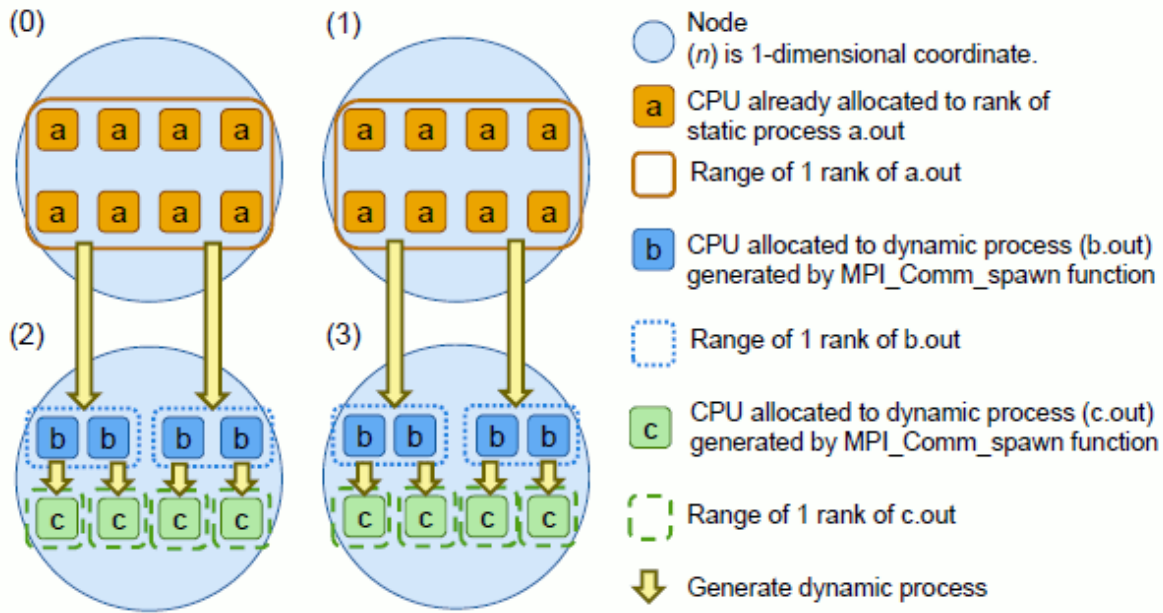 (0)
(1)
a a a a
a a a a
a a a a
a a a a
(2)
(3)
b b b b
b b b b
c c c c
c c c c
Node
(n) is 1-dimensional coordinate.
a
CPU already allocated to rank of
static process a.out
Range of 1 rank of a.out
b
CPU allocated to dynamic process (b.out)
generated by MPI_Comm_spawn function
Range of 1 rank of b.out
c
CPU allocated to dynamic process (c.out)
generated by MPI_Comm_spawn function
Range of 1 rank of c.out
Generate dynamic process